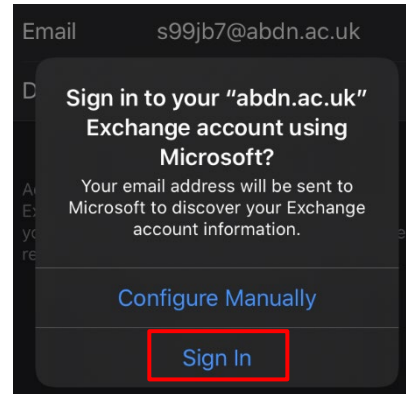 Email s99jb7@abdn.ac.uk
D
Sign in to your “abdn.ac.uk”
Exchange account using
Microsoft?
Your email address will be sent to
Microsoft to discover your Exchange
account information.
Configure Manually
Sign In